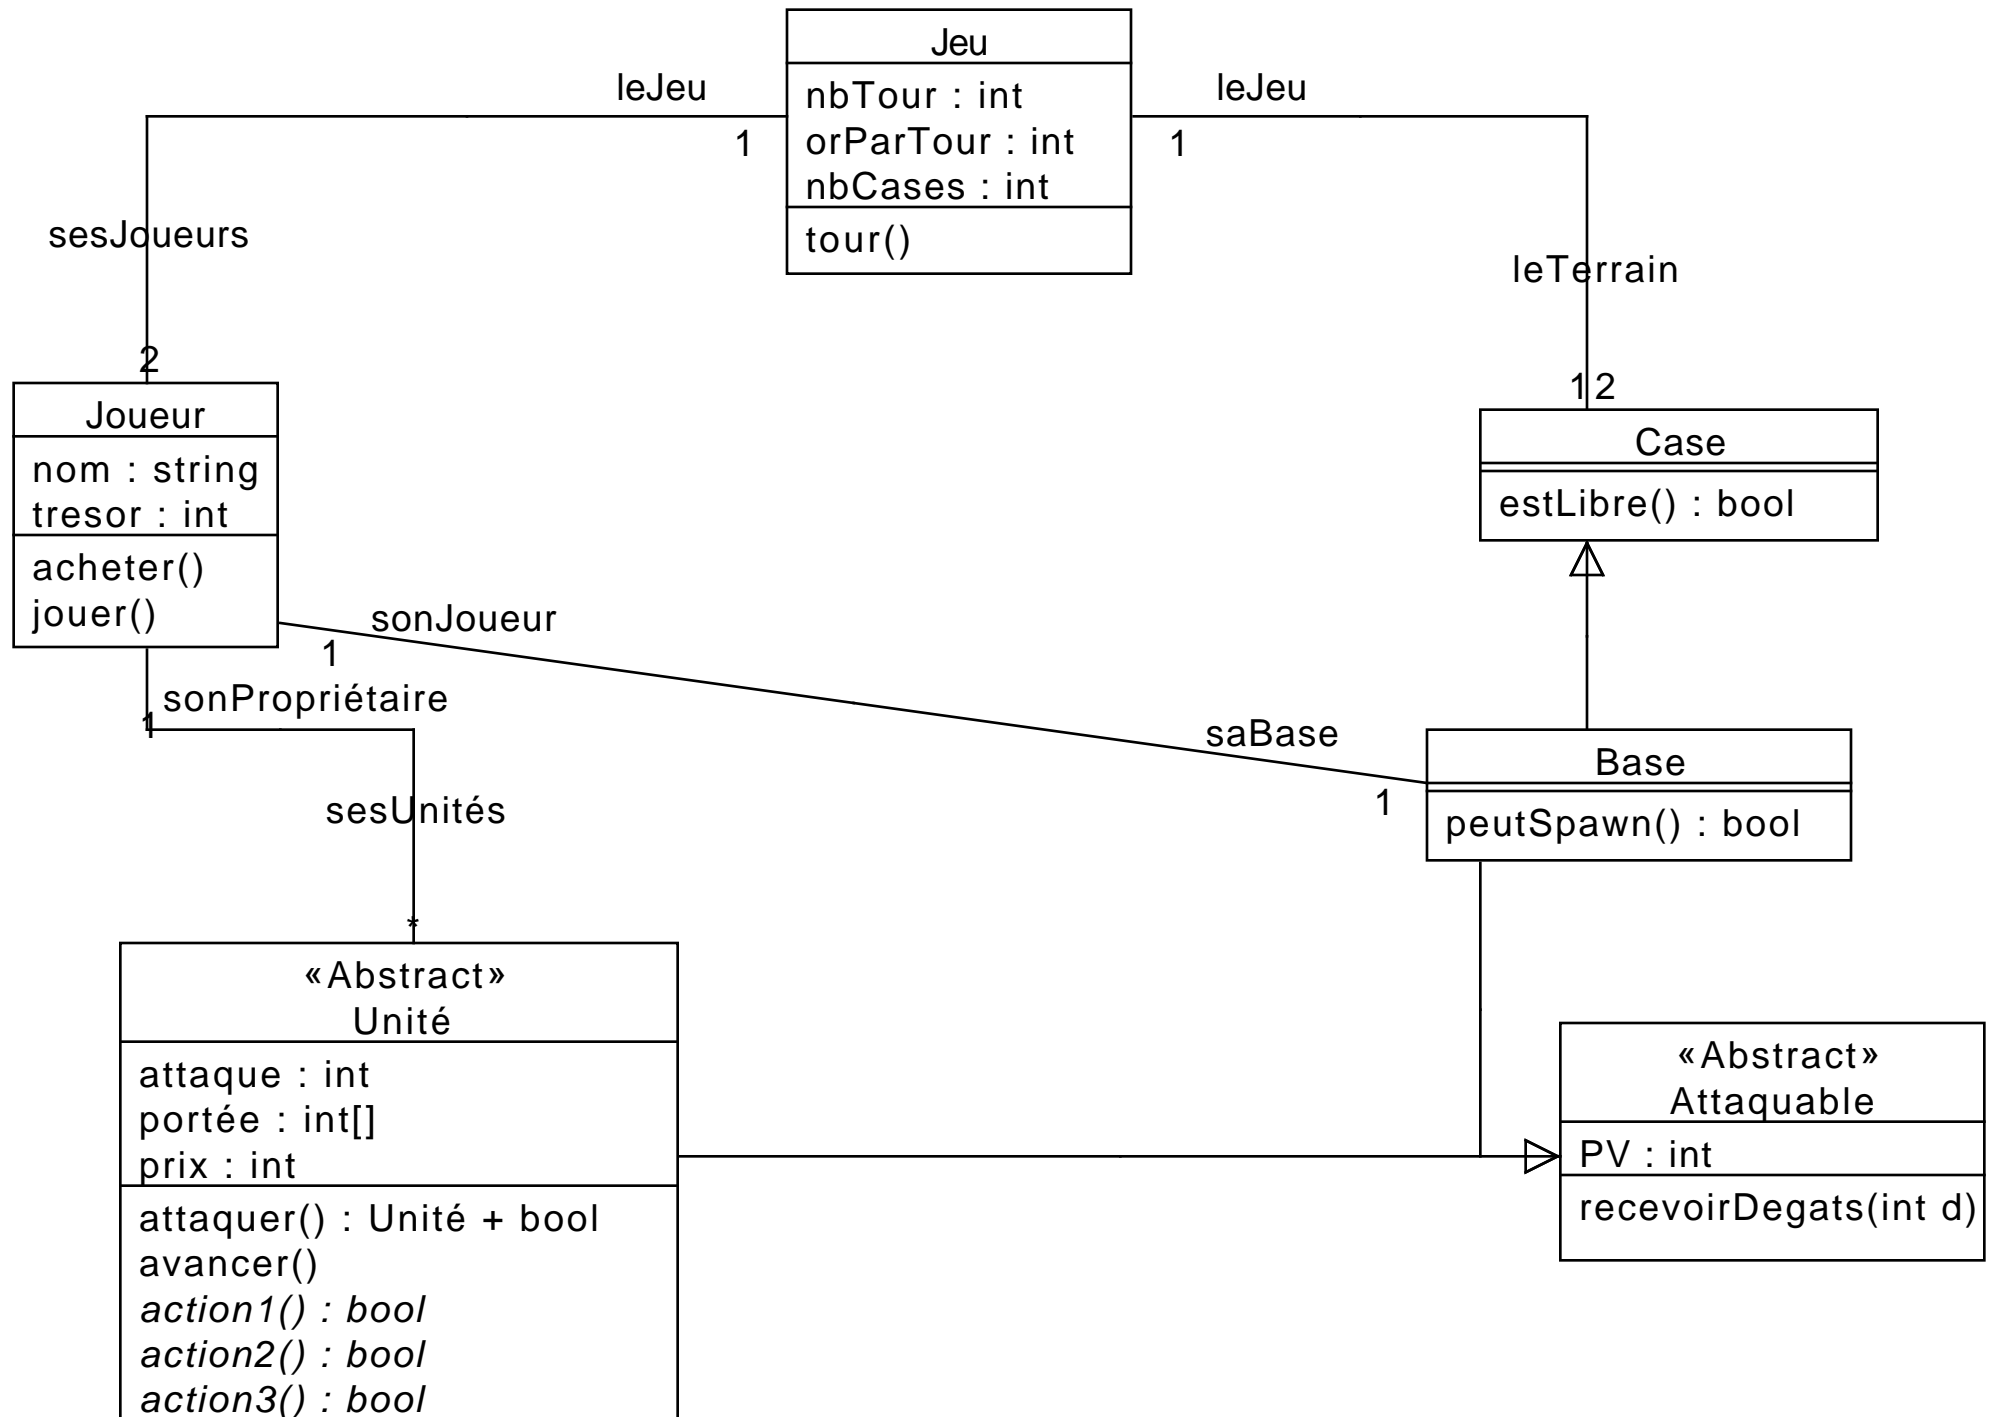 Jeu
nbTour : int
orParTour : int
nbCases : int
tour()
leJeu
1
leJeu
1
sesJoueurs
2
leTerrain
12
Joueur
nom : string
tresor : int
acheter()
jouer()
Case
estLibre() : bool
sonJoueur
1
sonPropriétaire
1
saBase
1
Base
peutSpawn() : bool
sesUnités
*
«Abstract»
Unité
attaque : int
portée : int[]
prix : int
attaquer() : Unité + bool
avancer()
action1() : bool
action2() : bool
action3() : bool
«Abstract»
Attaquable
PV : int
recevoirDegats(int d)